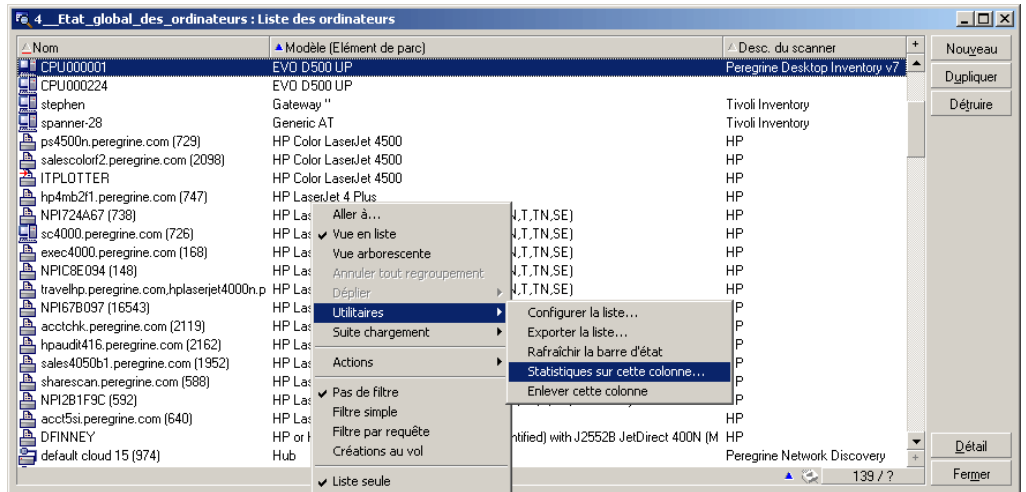 4__Etat_global_des_ordinateurs : Liste des ordinateurs
Nom Modèle (Elément de parc) Desc. du scanner + Nouveau
CPU000001 EVO D500 UP Peregrine Desktop Inventory v7
CPU000224 EVO D500 UP Dupliquer
stephen Gateway " Tivoli Inventory Détruire
spanner-28 Generic AT Tivoli Inventory
ps4500n.peregrine.com (729) HP Color LaserJet 4500 HP
salescolorf2.peregrine.com (2098) HP Color LaserJet 4500 HP
ITPLOTTER HP Color LaserJet 4500 HP
hp4mb2f1.peregrine.com (747) HP LaserJet 4 Plus HP
NPI724A67 (738) HP Las Aller à... N,T,TN,SE) HP
sc4000.peregrine.com (726) HP Las Vue en liste N,T,TN,SE) HP
exec4000.peregrine.com (168) HP Las Vue arborescente N,T,TN,SE) HP
NPIC8E094 (148) HP Las Annuler tout regroupement N,T,TN,SE) HP
travelhp.peregrine.com,hplaserjet4000n.p HP Las Déplier N,T,TN,SE) HP
NPI67B097 (16543) HP Las Utilitaires Configurer la liste... P
acctchk.peregrine.com (2119) HP Las Suite chargement Exporter la liste... P
hpaudit416.peregrine.com (2162) HP Las Rafraîchir la barre d'état P
sales4050b1.peregrine.com (1952) HP Las Actions Statistiques sur cette colonne... P
sharescan.peregrine.com (588) HP Las Enlever cette colonne P
NPI2B1F9C (592) HP Las Pas de filtre P
acct5si.peregrine.com (640) HP Las Filtre simple HP
DFINNEY HP or H Filtre par requête ntified) with J2552B JetDirect 400N (M HP Détail
default cloud 15 (974) Hub Créations au vol Peregrine Network Discovery +
Liste seule 139 / ? Fermer